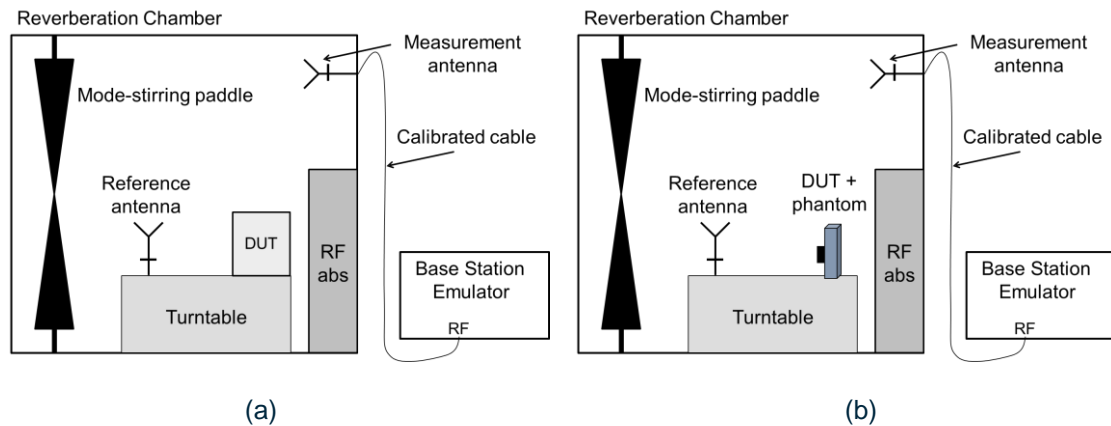 Reverberation Chamber
Measurement
antenna
Mode-stirring paddle
Calibrated cable
Reference
antenna
DUT
RF
abs
Base Station
Emulator
RF
Turntable
(a)
Reverberation Chamber
Measurement
antenna
Mode-stirring paddle
Calibrated cable
Reference
antenna
DUT +
phantom
RF
abs
Base Station
Emulator
RF
Turntable
(b)